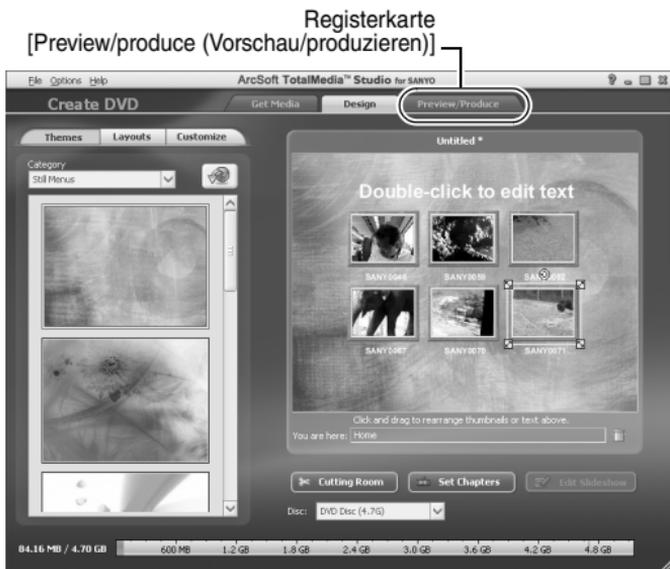 Registerkarte
[Preview/produce (Vorschau/produzieren)]
File Options Help
ArcSoft TotalMedia™ Studio for SANYO
Create DVD
Get Media
Design
Preview/Produce
Themes
Layouts
Customize
Category
Still Menus
Untitled *
Double-click to edit text
SANY0046 SANY0059 SANY0062
SANY0067 SANY0070 SANY0071
Click and drag to rearrange thumbnails or text above.
You are here: Home
Cutting Room
Set Chapters
Edit Slideshow
Disc: DVD Disc (4.7G)
84.16 MB / 4.70 GB
600 MB 1.2 GB 1.8 GB 2.4 GB 3.0 GB 3.6 GB 4.2 GB 4.8 GB